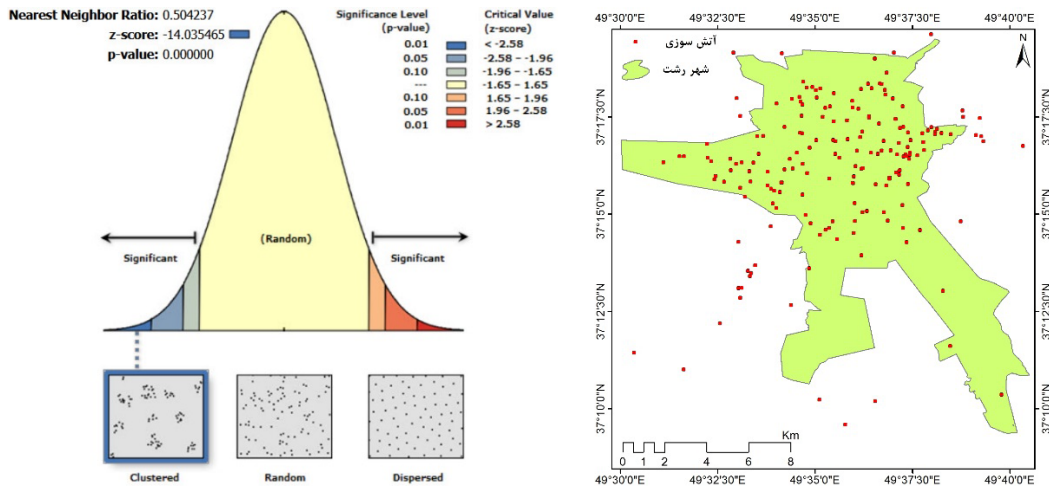 Nearest Neighbor Ratio: 0.504237
z-score: -14.035465
p-value: 0.000000
Significance Level
(p-value)
Critical Value
(z-score)
0.01 < -2.58
0.05 -2.58 - -1.96
0.10 -1.96 - -1.65
--- -1.65 - 1.65
0.10 1.65 - 1.96
0.05 1.96 - 2.58
0.01 > 2.58
(Random)
Significant
Significant
Clustered
Random
Dispersed
49°30'0"E 49°32'30"E 49°35'0"E 49°37'30"E 49°40'0"E
آتش سوزی
شهر رشت
N
37°17'30"N
37°15'0"N
37°12'30"N
37°10'0"N
37°17'30"N
37°15'0"N
37°12'30"N
37°10'0"N
Km
0 1 2 4 6 8
49°30'0"E 49°32'30"E 49°35'0"E 49°37'30"E 49°40'0"E